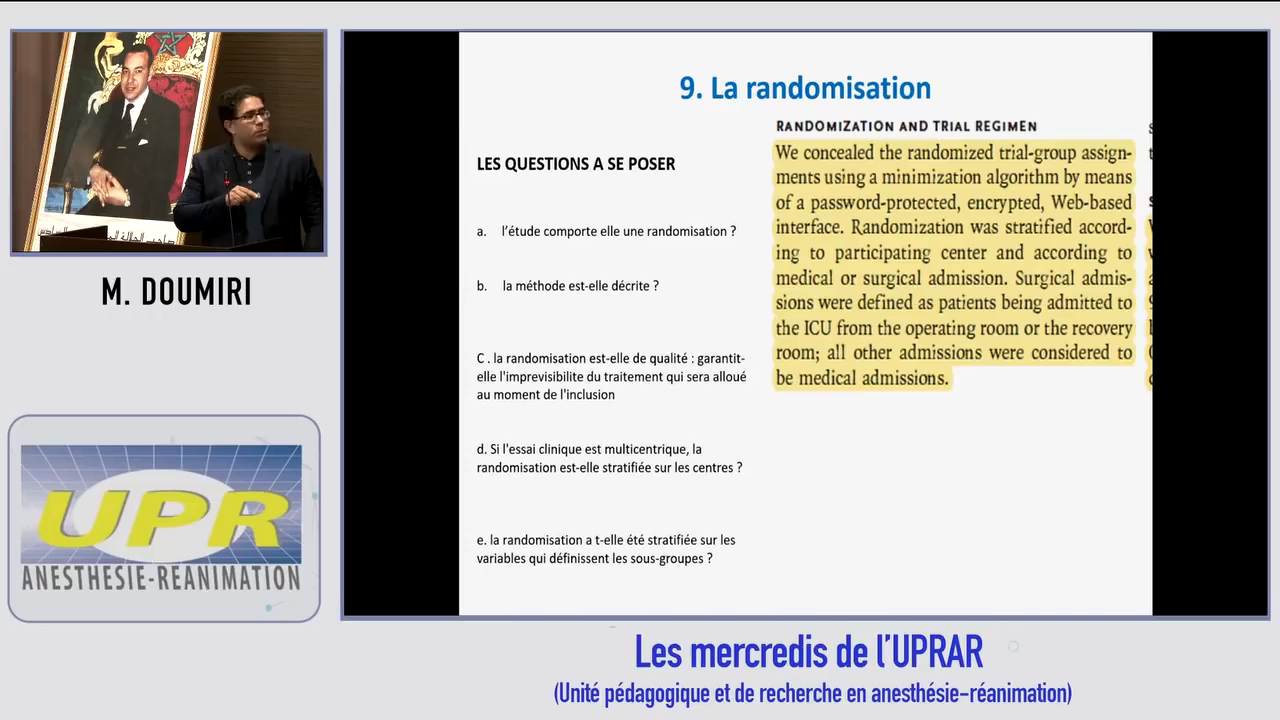 9. La randomisation
RANDOMIZATION AND TRIAL REGIMEN
We concealed the randomized trial-group assign-
ments using a minimization algorithm by means
of a password-protected, encrypted, Web-based
interface. Randomization was stratified accord-
ing to participating center and according to
medical or surgical admission. Surgical admis-
sions were defined as patients being admitted to
the ICU from the operating room or the recovery
room; all other admissions were considered to
be medical admissions.
LES QUESTIONS A SE POSER
a. l'étude comporte elle une randomisation ?
b. la méthode est-elle décrite ?
C . la randomisation est-elle de qualité : garantit-
elle l'imprevisibilite du traitement qui sera alloué
au moment de l'inclusion
d. Si l'essai clinique est multicentrique, la
randomisation est-elle stratifiée sur les centres ?
e. la randomisation a t-elle été stratifiée sur les
variables qui définissent les sous-groupes ?
M. DOUMIRI
UPR
ANESTHESIE-REANIMATION
Les mercredis de l'UPRAR
(Unité pédagogique et de recherche en anesthésie-réanimation)